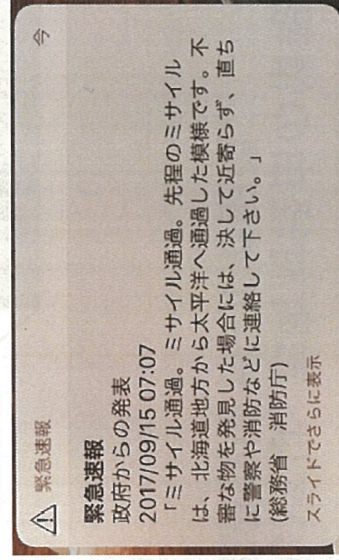 緊急速報
今
緊急速報
政府からの発表
2017/09/15 07:07
「ミサイル通過。ミサイル通過。先程のミサイル
は、北海道地方から太平洋へ通過した模様です。不
審な物を発見した場合には、決して近寄らず、直ち
に警察や消防などに連絡して下さい。」
(総務省 消防庁)
スライドでさらに表示